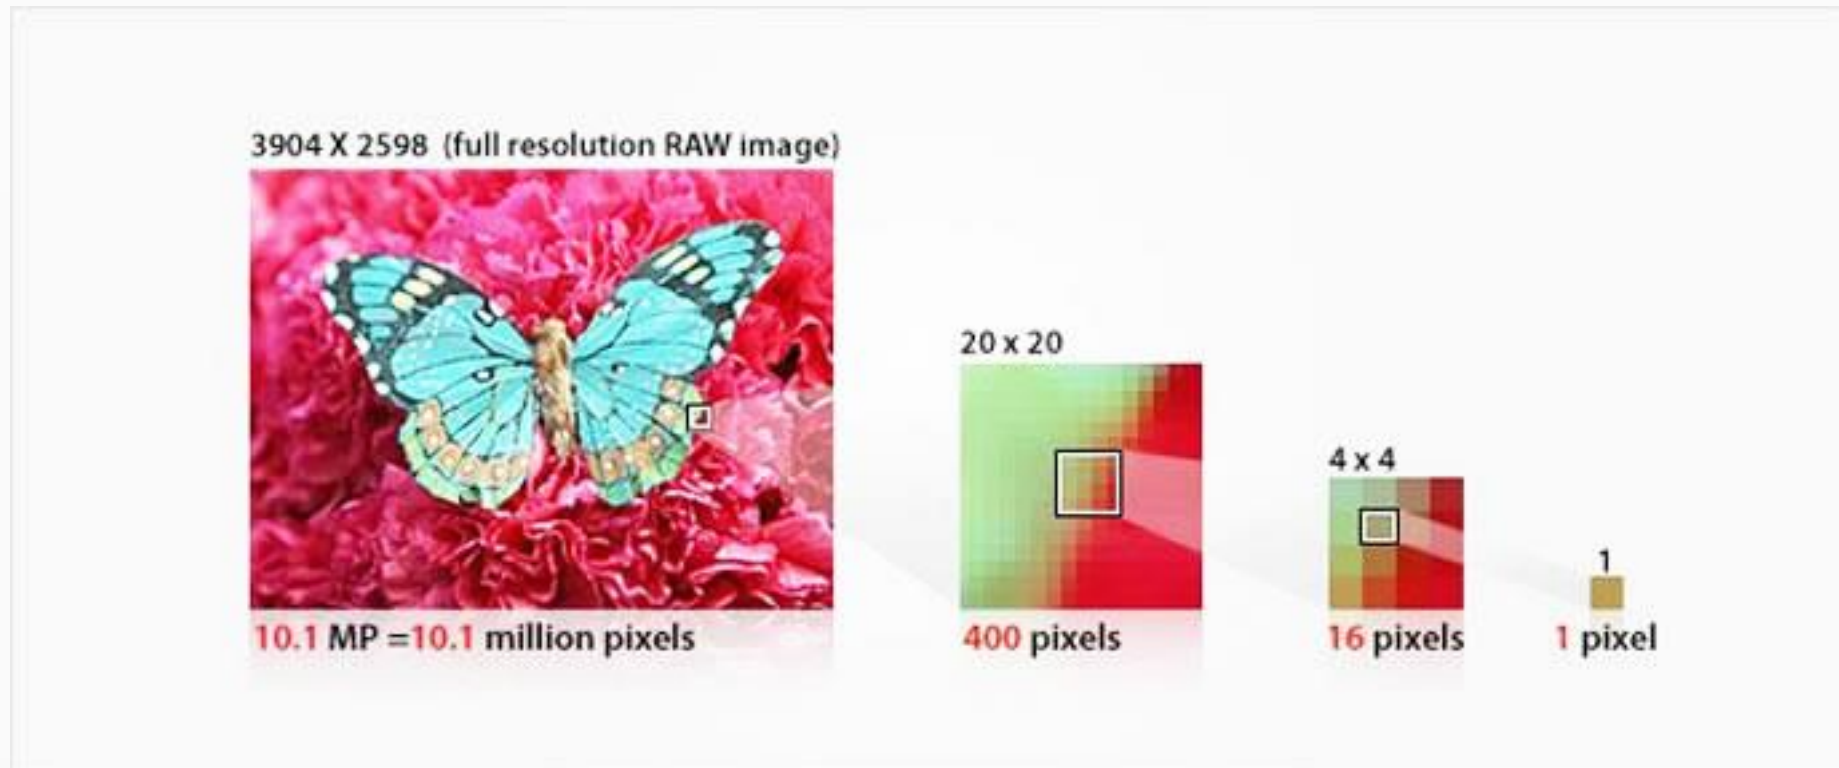 3904 X 2598 (full resolution RAW image)
10.1 MP =10.1 million pixels
20 x 20
400 pixels
4 x 4
16 pixels
1
1 pixel